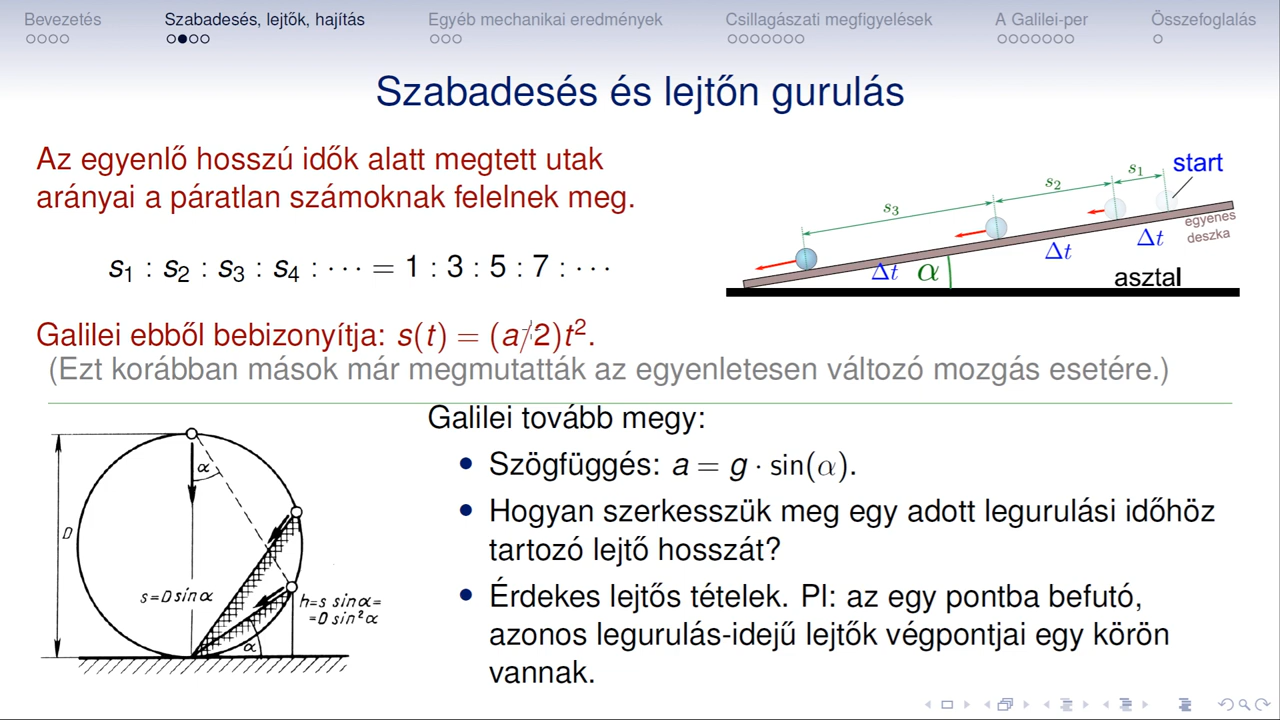 Bevezetés Szabadesés, lejtők, hajítás Egyéb mechanikai eredmények Csillagászati megfigyelések A Galilei-per Összefoglalás
Szabadesés és lejtőn gurulás
Az egyenlő hosszú idők alatt megtett utak
arányai a páratlan számoknak felelnek meg.
s₁ : s₂ : s₃ : s₄ : ⋯ = 1 : 3 : 5 : 7 : ⋯
start
s₁
s₂
s₃
egyenes
deszka
Δt
Δt
Δt
α
asztal
Galilei ebből bebizonyítja: s(t) = (a/2)t².
(Ezt korábban mások már megmutatták az egyenletesen változó mozgás esetére.)
D
α
s=D sinα
h=s sinα=
=D sin²α
α
Galilei tovább megy:
• Szögfüggés: a = g · sin(α).
• Hogyan szerkesszük meg egy adott legurulási időhöz
tartozó lejtő hosszát?
• Érdekes lejtős tételek. Pl: az egy pontba befutó,
azonos legurulás-idejű lejtők végpontjai egy körön
vannak.